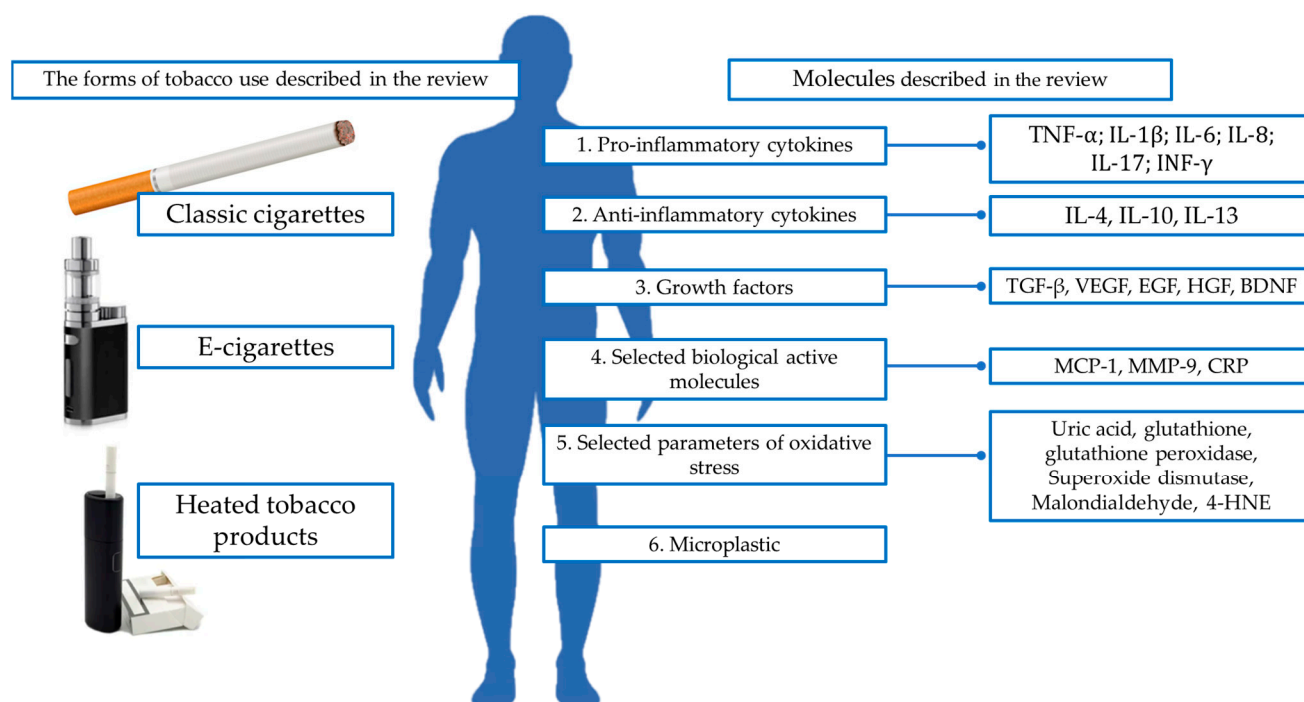 The forms of tobacco use described in the review
Classic cigarettes
E-cigarettes
Heated tobacco
products
Molecules described in the review
1. Pro-inflammatory cytokines
TNF-α; IL-1β; IL-6; IL-8;
IL-17; INF-γ
2. Anti-inflammatory cytokines
IL-4, IL-10, IL-13
3. Growth factors
TGF-β, VEGF, EGF, HGF, BDNF
4. Selected biological active
molecules
MCP-1, MMP-9, CRP
5. Selected parameters of oxidative
stress
Uric acid, glutathione,
glutathione peroxidase,
Superoxide dismutase,
Malondialdehyde, 4-HNE
6. Microplastic